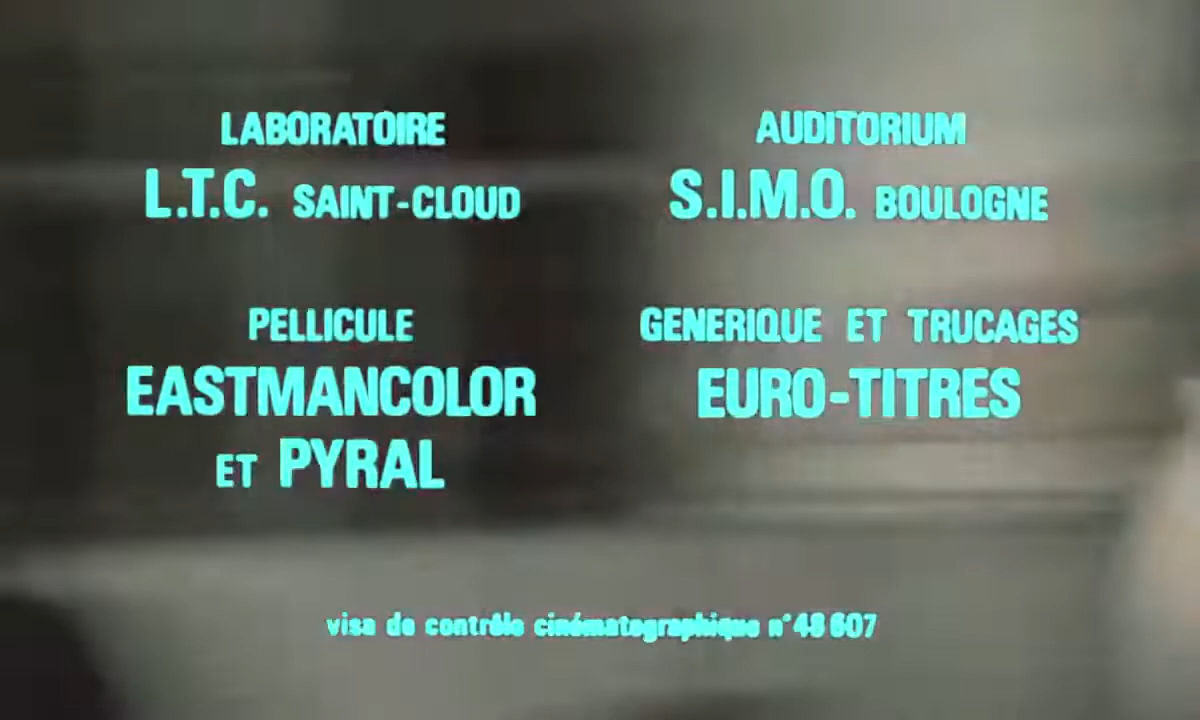 LABORATOIRE
L.T.C. SAINT-CLOUD
AUDITORIUM
S.I.M.O. BOULOGNE
PELLICULE
EASTMANCOLOR
ET PYRAL
GENERIQUE ET TRUCAGES
EURO-TITRES
visa de contrôle cinématographique n°48 607